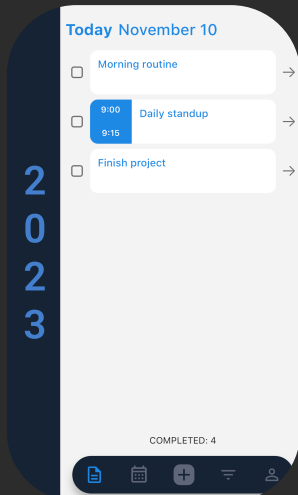 Today November 10
Morning routine
9:00
Daily standup
9:15
Finish project
2
0
2
3
COMPLETED: 4